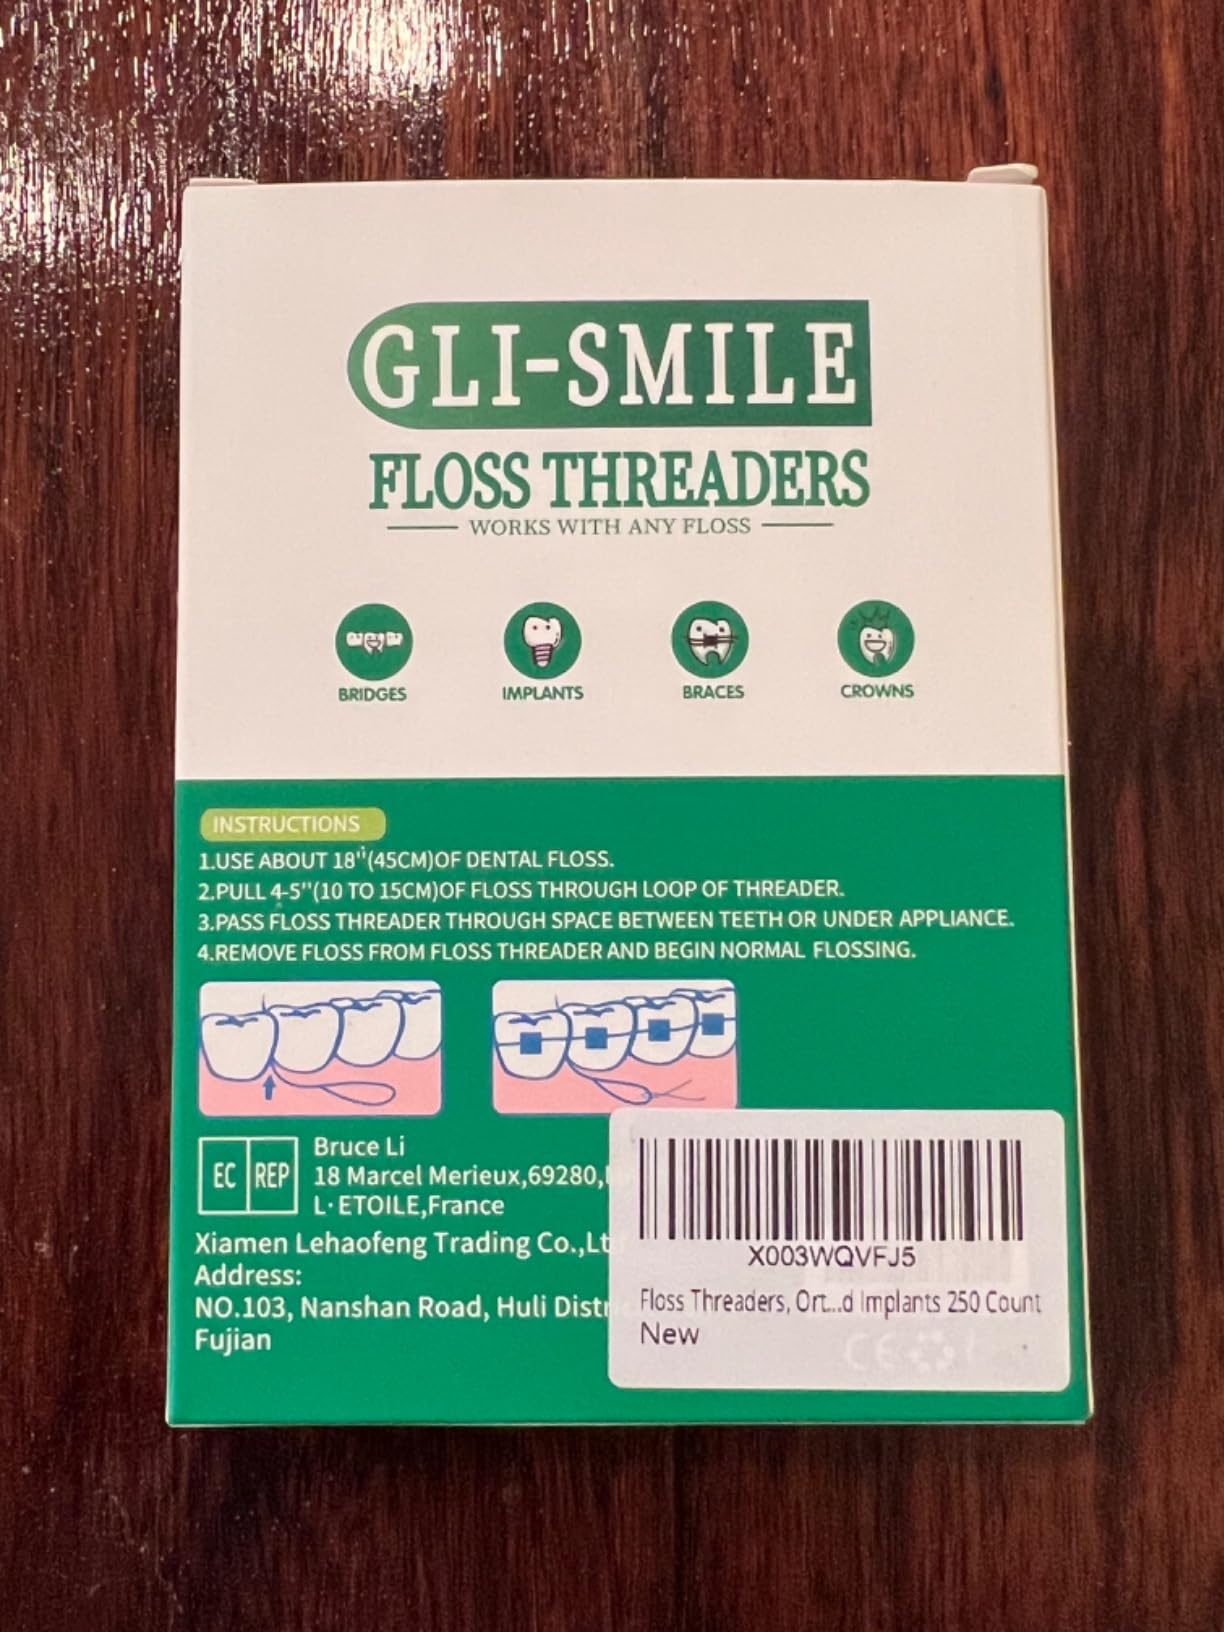 GLI-SMILE
FLOSS THREADERS
WORKS WITH ANY FLOSS
BRIDGES
IMPLANTS
BRACES
CROWNS
INSTRUCTIONS
1.USE ABOUT 18"(45CM)OF DENTAL FLOSS.
2.PULL 4-5"(10 TO 15CM)OF FLOSS THROUGH LOOP OF THREADER.
3.PASS FLOSS THREADER THROUGH SPACE BETWEEN TEETH OR UNDER APPLIANCE.
4.REMOVE FLOSS FROM FLOSS THREADER AND BEGIN NORMAL FLOSSING.
EC REP
Bruce Li
18 Marcel Merieux,69280,
L·ETOILE,France
Xiamen Lehaofeng Trading Co.,Lt
Address:
NO.103, Nanshan Road, Huli Distr
Fujian
X003WQVFJ5
Floss Threaders, Ort...d Implants 250 Count
New
CE